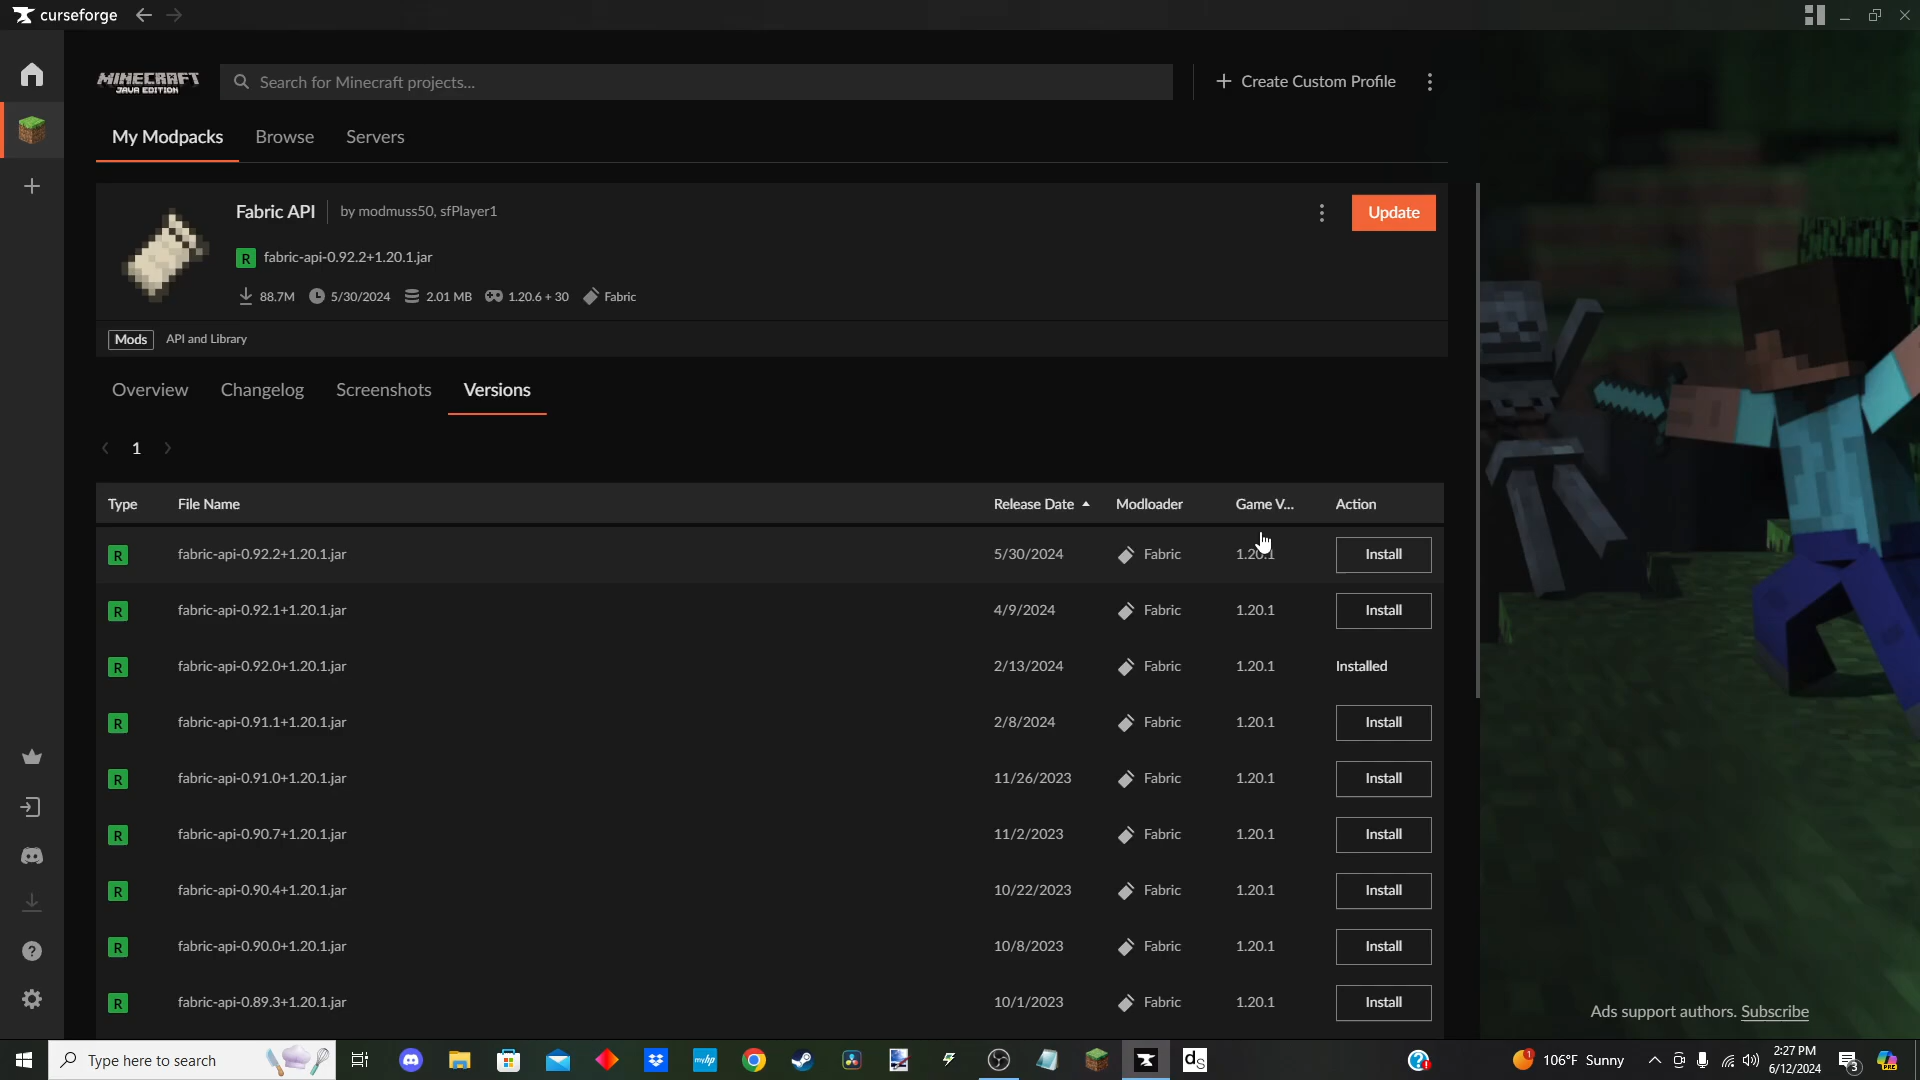 curseforge
MINECRAFT
JAVA EDITION
Search for Minecraft projects...
Create Custom Profile
My Modpacks
Browse
Servers
Fabric API
by modmuss50, sfPlayer1
Update
R
fabric-api-0.92.2+1.20.1.jar
88.7M
5/30/2024
2.01 MB
1.20.6 + 30
Fabric
Mods
API and Library
Overview
Changelog
Screenshots
Versions
1
Type File Name Release Date Modloader Game V... Action
R fabric-api-0.92.2+1.20.1.jar 5/30/2024 Fabric 1.20.1 Install
R fabric-api-0.92.1+1.20.1.jar 4/9/2024 Fabric 1.20.1 Install
R fabric-api-0.92.0+1.20.1.jar 2/13/2024 Fabric 1.20.1 Installed
R fabric-api-0.91.1+1.20.1.jar 2/8/2024 Fabric 1.20.1 Install
R fabric-api-0.91.0+1.20.1.jar 11/26/2023 Fabric 1.20.1 Install
R fabric-api-0.90.7+1.20.1.jar 11/2/2023 Fabric 1.20.1 Install
R fabric-api-0.90.4+1.20.1.jar 10/22/2023 Fabric 1.20.1 Install
R fabric-api-0.90.0+1.20.1.jar 10/8/2023 Fabric 1.20.1 Install
R fabric-api-0.89.3+1.20.1.jar 10/1/2023 Fabric 1.20.1 Install
Ads support authors. Subscribe
Type here to search
myhp
ds
1
106°F Sunny
2:27 PM
6/12/2024
3
PRE